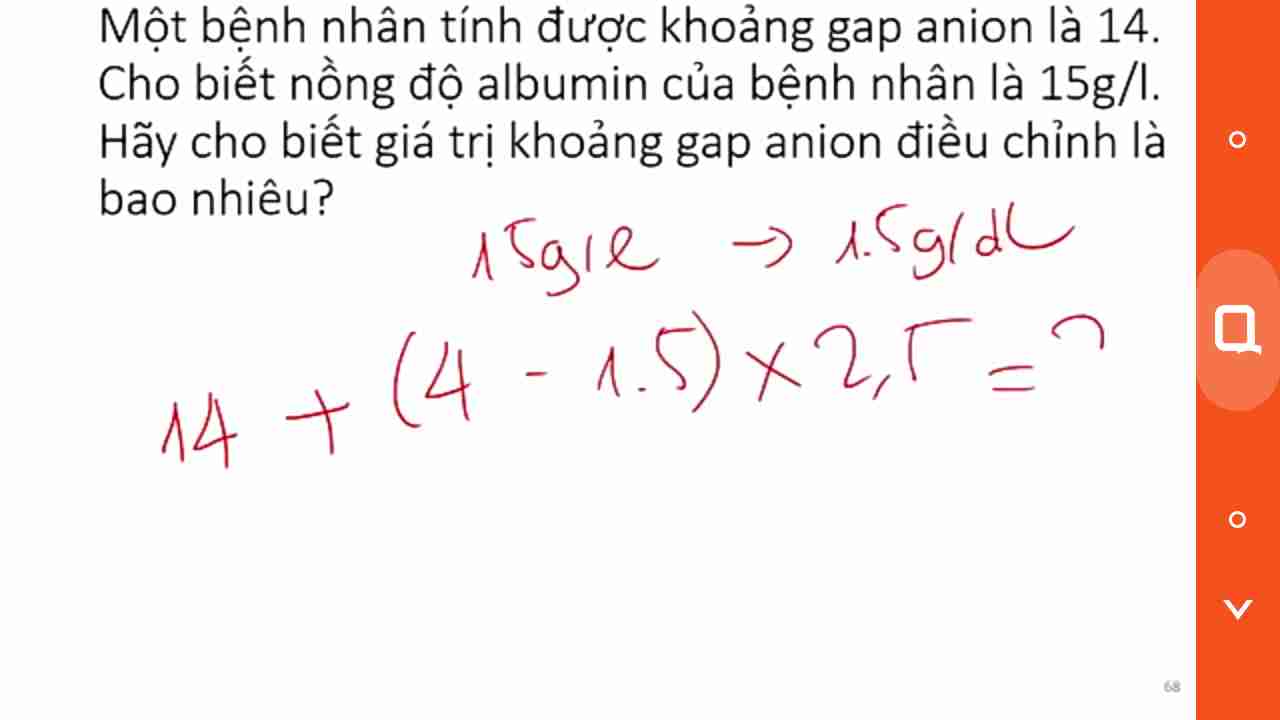 Một bệnh nhân tính được khoảng gap anion là 14.
Cho biết nồng độ albumin của bệnh nhân là 15g/l.
Hãy cho biết giá trị khoảng gap anion điều chỉnh là
bao nhiêu?
15g/l → 1.5g/dL
14 + (4 - 1.5) × 2,5 = ?
68